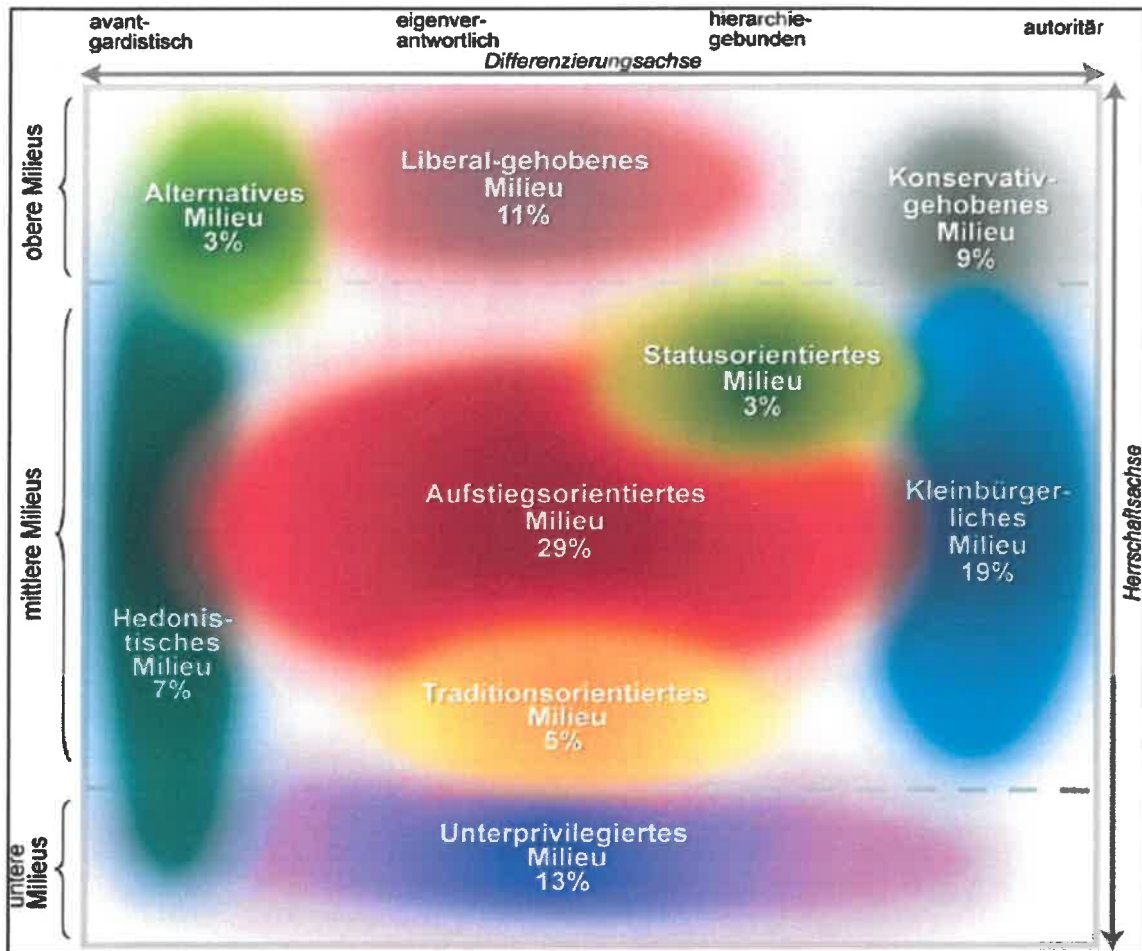 avant-
gardistisch
eigenver-
antwortlich
hierarchie-
gebunden
autoritär
Differenzierungsachse
obere Milieus
mittlere Milieus
untere
Milieus
Herrschaftsachse
Alternatives
Milieu
3%
Liberal-gehobenes
Milieu
11%
Konservativ-
gehobenes
Milieu
9%
Statusorientiertes
Milieu
3%
Aufstiegsorientiertes
Milieu
29%
Kleinbürger-
liches
Milieu
19%
Hedonis-
tisches
Milieu
7%
Traditionsorientiertes
Milieu
5%
Unterprivilegiertes
Milieu
13%